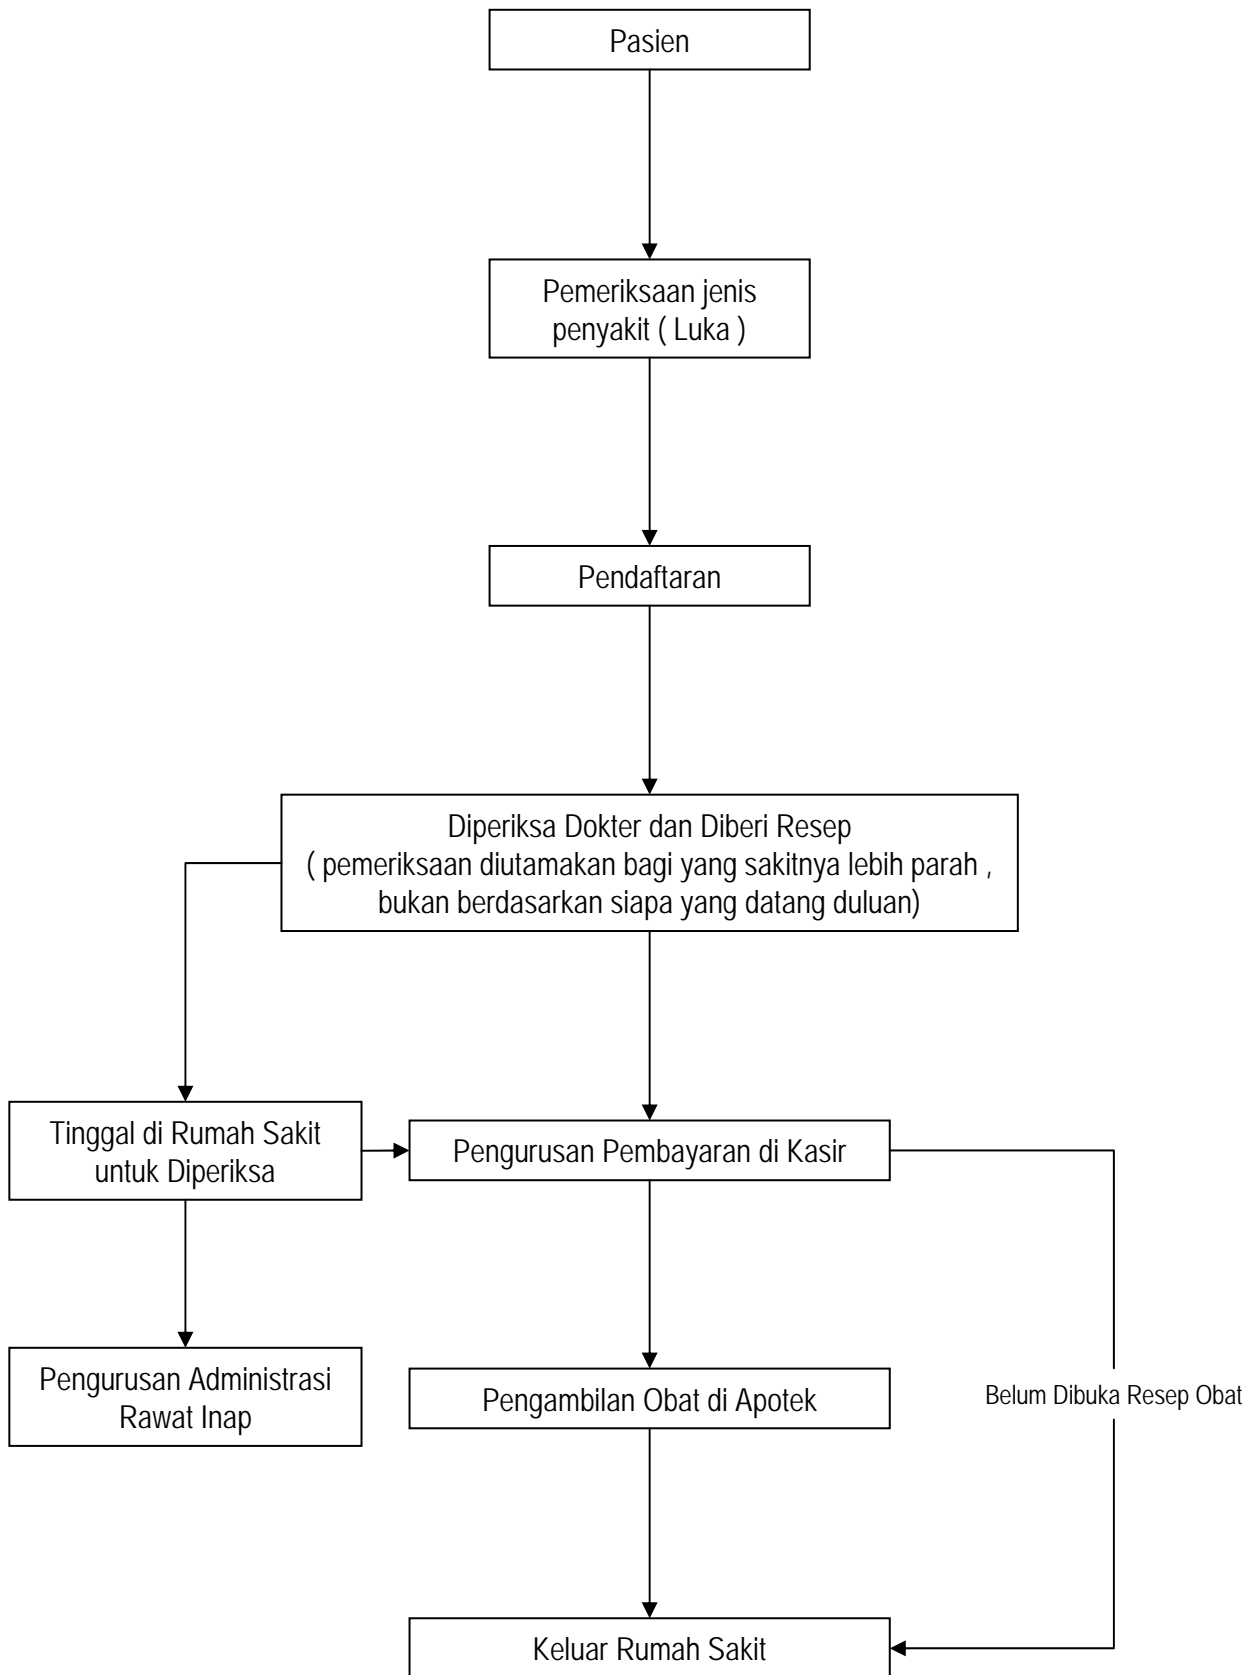 Pasien
Pemeriksaan jenis
penyakit ( Luka )
Pendaftaran
Diperiksa Dokter dan Diberi Resep
( pemeriksaan diutamakan bagi yang sakitnya lebih parah ,
bukan berdasarkan siapa yang datang duluan)
Tinggal di Rumah Sakit
untuk Diperiksa
Pengurusan Pembayaran di Kasir
Pengurusan Administrasi
Rawat Inap
Pengambilan Obat di Apotek
Belum Dibuka Resep Obat
Keluar Rumah Sakit